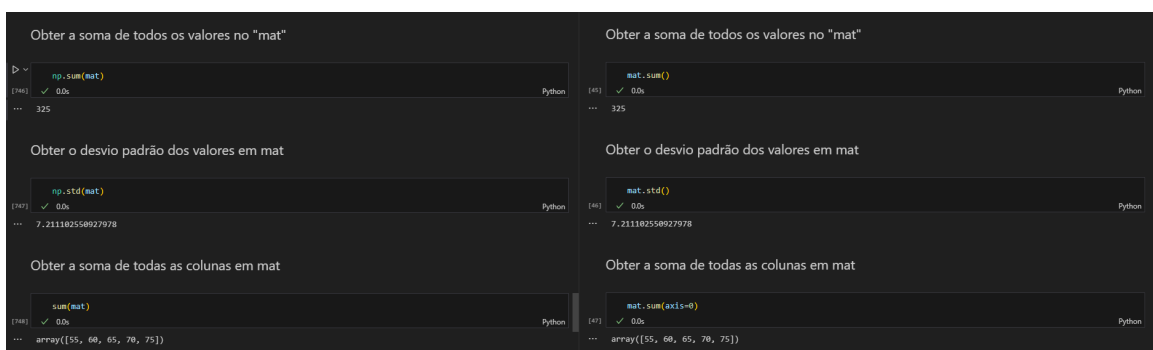 Obter a soma de todos os valores no "mat"
np.sum(mat)
[746] ✓ 0.0s Python
... 325
Obter o desvio padrão dos valores em mat
np.std(mat)
[747] ✓ 0.0s Python
... 7.211102550927978
Obter a soma de todas as colunas em mat
sum(mat)
[748] ✓ 0.0s Python
... array([55, 60, 65, 70, 75])
Obter a soma de todos os valores no "mat"
mat.sum()
[45] ✓ 0.0s Python
... 325
Obter o desvio padrão dos valores em mat
mat.std()
[46] ✓ 0.0s Python
... 7.211102550927978
Obter a soma de todas as colunas em mat
mat.sum(axis=0)
[47] ✓ 0.0s Python
... array([55, 60, 65, 70, 75])